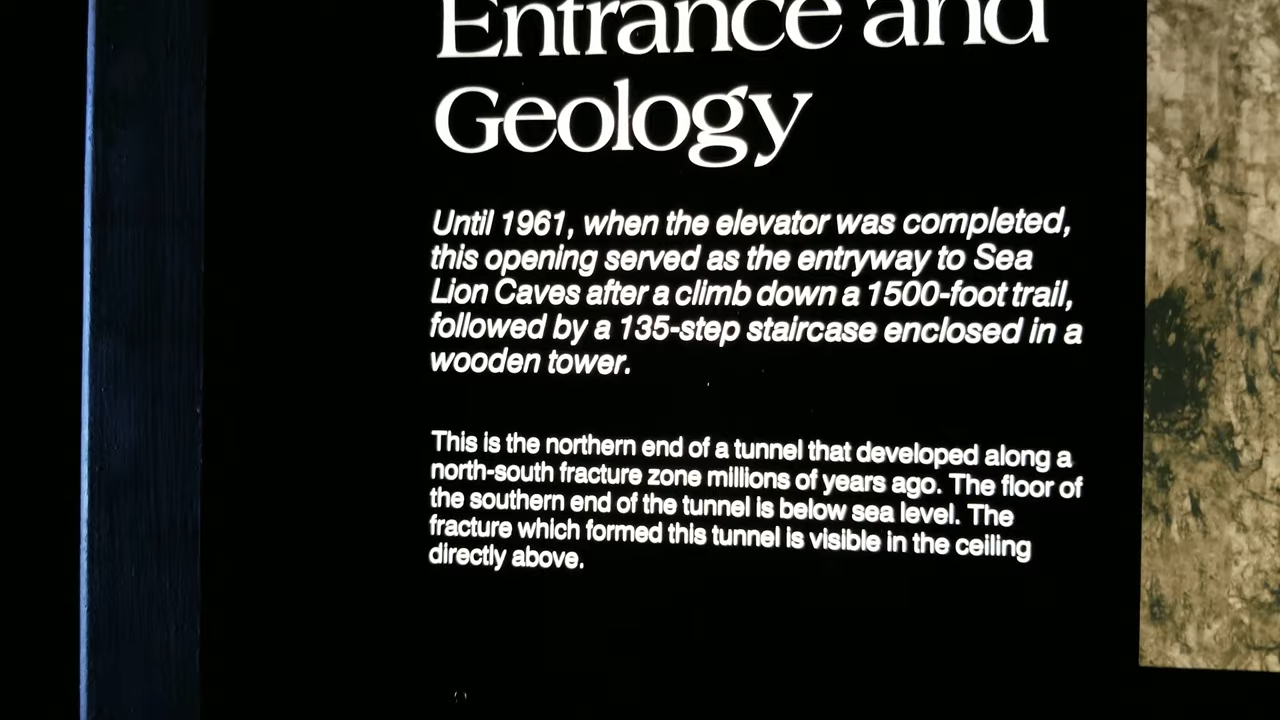 Entrance and
Geology
Until 1961, when the elevator was completed,
this opening served as the entryway to Sea
Lion Caves after a climb down a 1500-foot trail,
followed by a 135-step staircase enclosed in a
wooden tower.
This is the northern end of a tunnel that developed along a
north-south fracture zone millions of years ago. The floor of
the southern end of the tunnel is below sea level. The
fracture which formed this tunnel is visible in the ceiling
directly above.